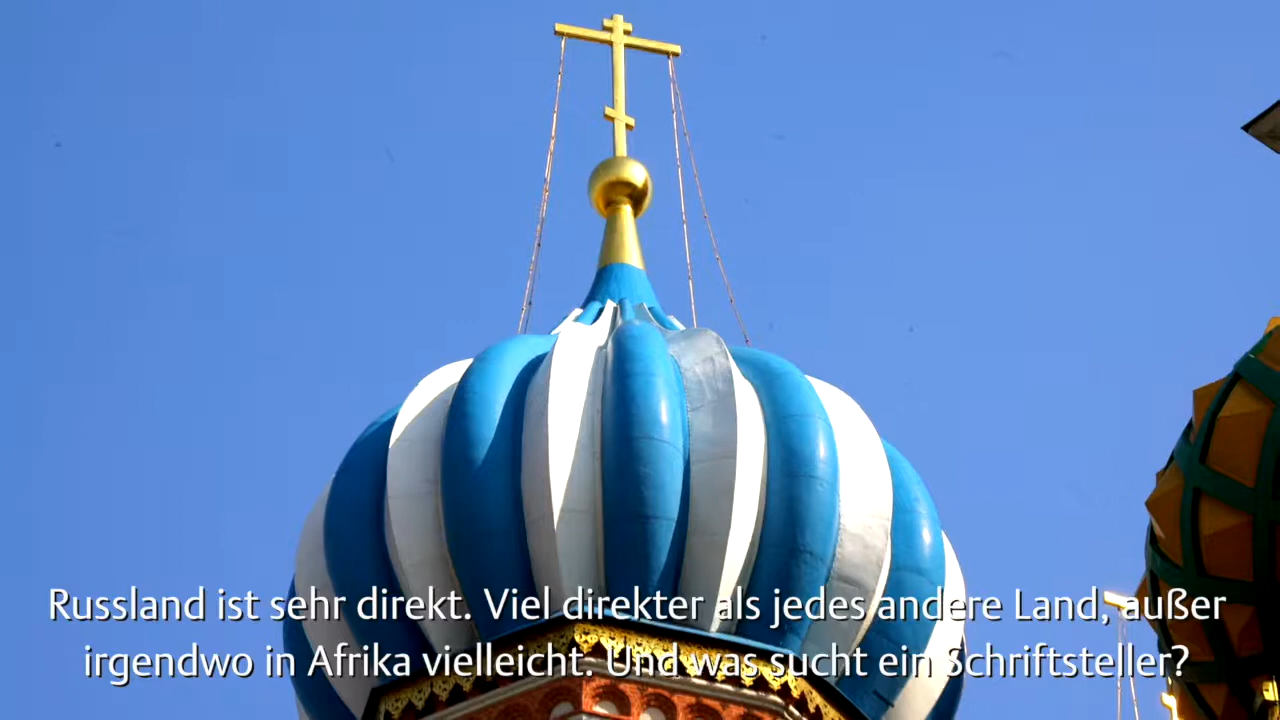 Russland ist sehr direkt. Viel direkter als jedes andere Land, außer
irgendwo in Afrika vielleicht. Und was sucht ein Schriftsteller?